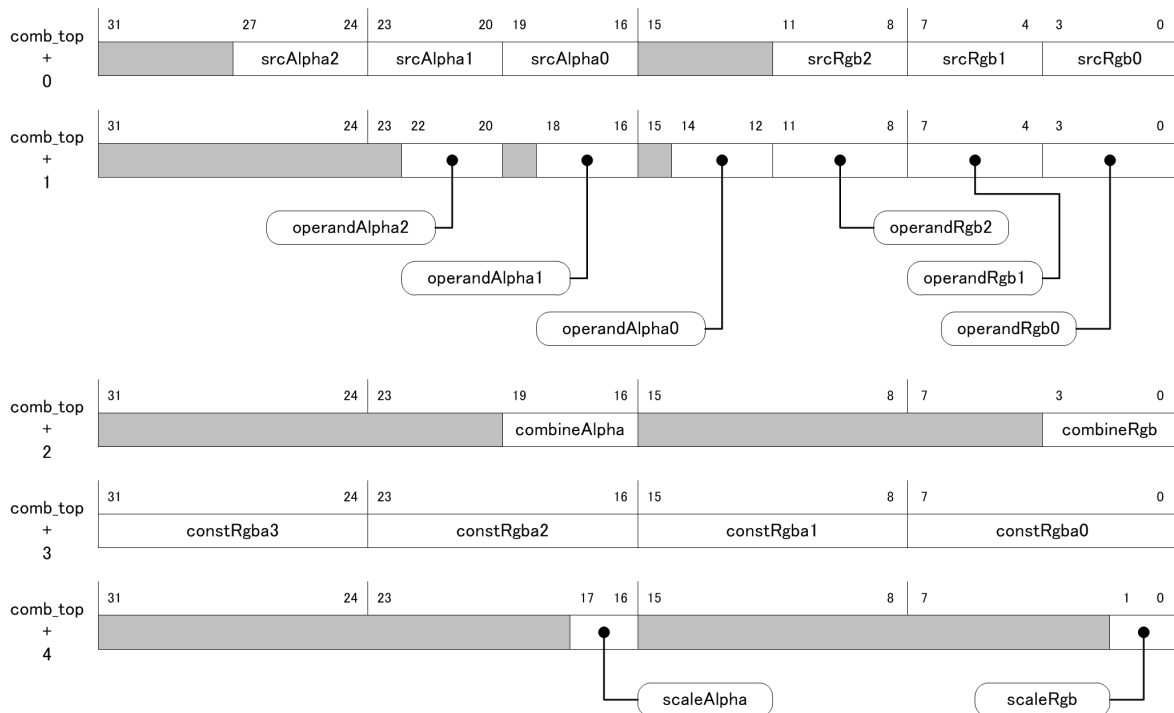 31 27 24 23 20 19 16 15 11 8 7 4 3 0
comb_top
+
0
srcAlpha2 srcAlpha1 srcAlpha0 srcRgb2 srcRgb1 srcRgb0
31 24 23 22 20 18 16 15 14 12 11 8 7 4 3 0
comb_top
+
1
operandAlpha2 operandRgb2
operandAlpha1 operandRgb1
operandAlpha0 operandRgb0
31 24 23 19 16 15 8 7 3 0
comb_top
+
2
combineAlpha combineRgb
31 24 23 16 15 8 7 0
comb_top
+
3
constRgba3 constRgba2 constRgba1 constRgba0
31 24 23 17 16 15 8 7 1 0
comb_top
+
4
scaleAlpha scaleRgb